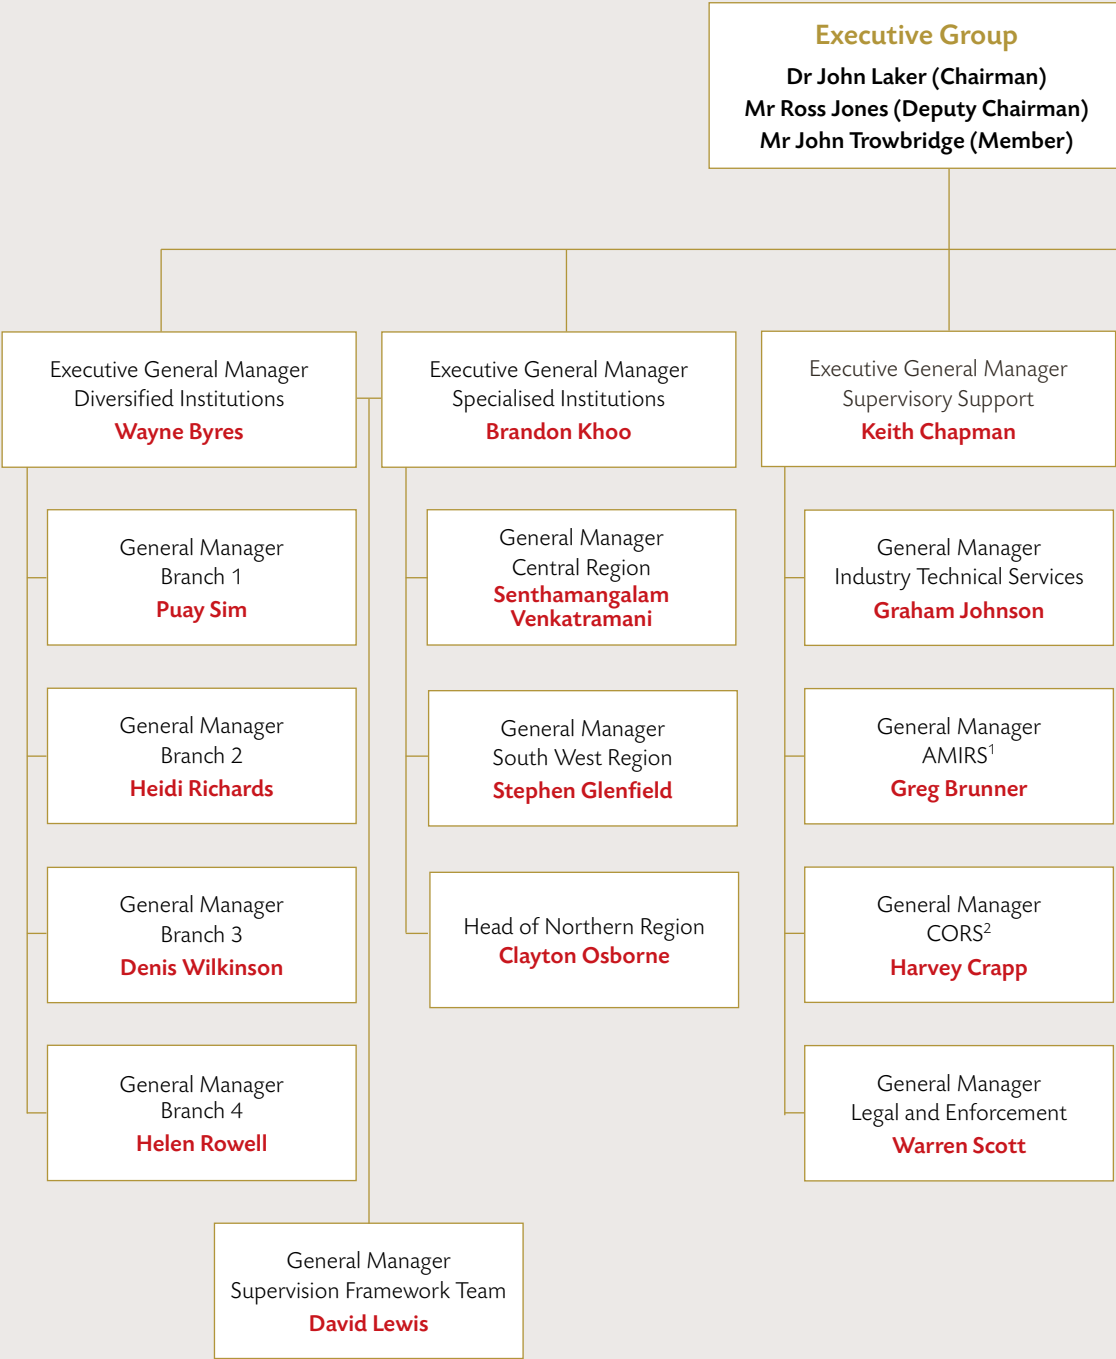 Executive Group
Dr John Laker (Chairman)
Mr Ross Jones (Deputy Chairman)
Mr John Trowbridge (Member)
Executive General Manager
Diversified Institutions
Wayne Byres
General Manager
Branch 1
Puay Sim
General Manager
Branch 2
Heidi Richards
General Manager
Branch 3
Denis Wilkinson
General Manager
Branch 4
Helen Rowell
General Manager
Supervision Framework Team
David Lewis
Executive General Manager
Specialised Institutions
Brandon Khoo
General Manager
Central Region
Senthamangalam
Venkatramani
General Manager
South West Region
Stephen Glenfield
Head of Northern Region
Clayton Osborne
Executive General Manager
Supervisory Support
Keith Chapman
General Manager
Industry Technical Services
Graham Johnson
General Manager
AMIRS¹
Greg Brunner
General Manager
CORS²
Harvey Crapp
General Manager
Legal and Enforcement
Warren Scott